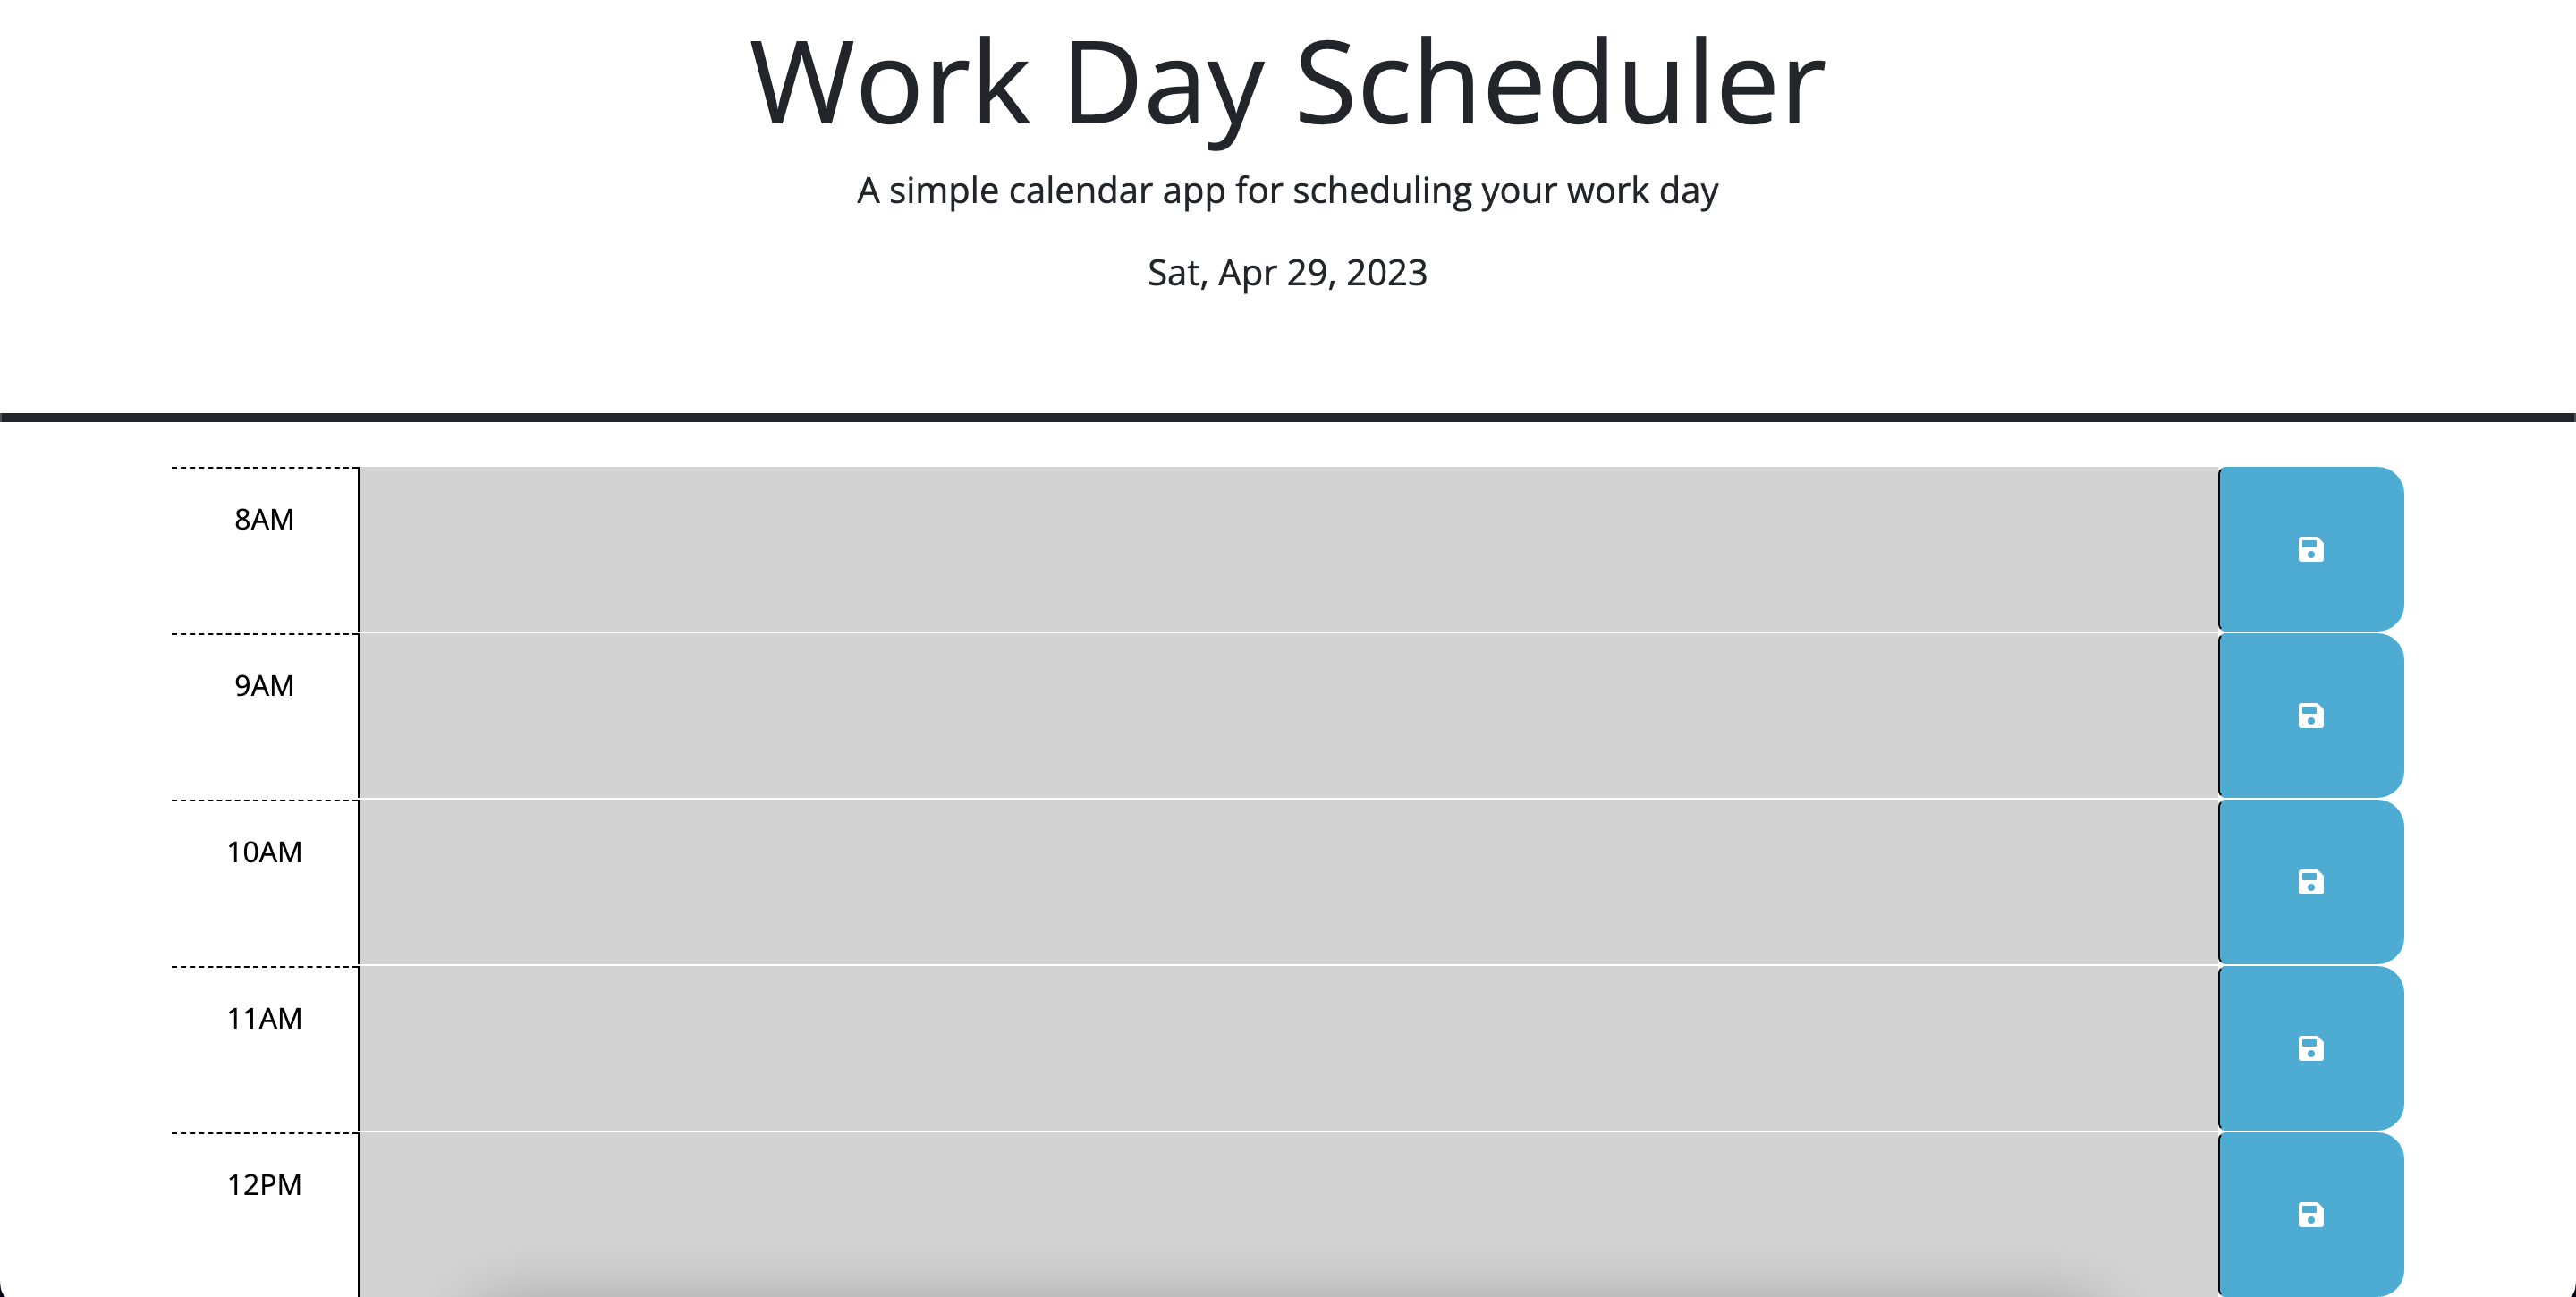 Work Day Scheduler
A simple calendar app for scheduling your work day
Sat, Apr 29, 2023
8AM
9AM
10AM
11AM
12PM